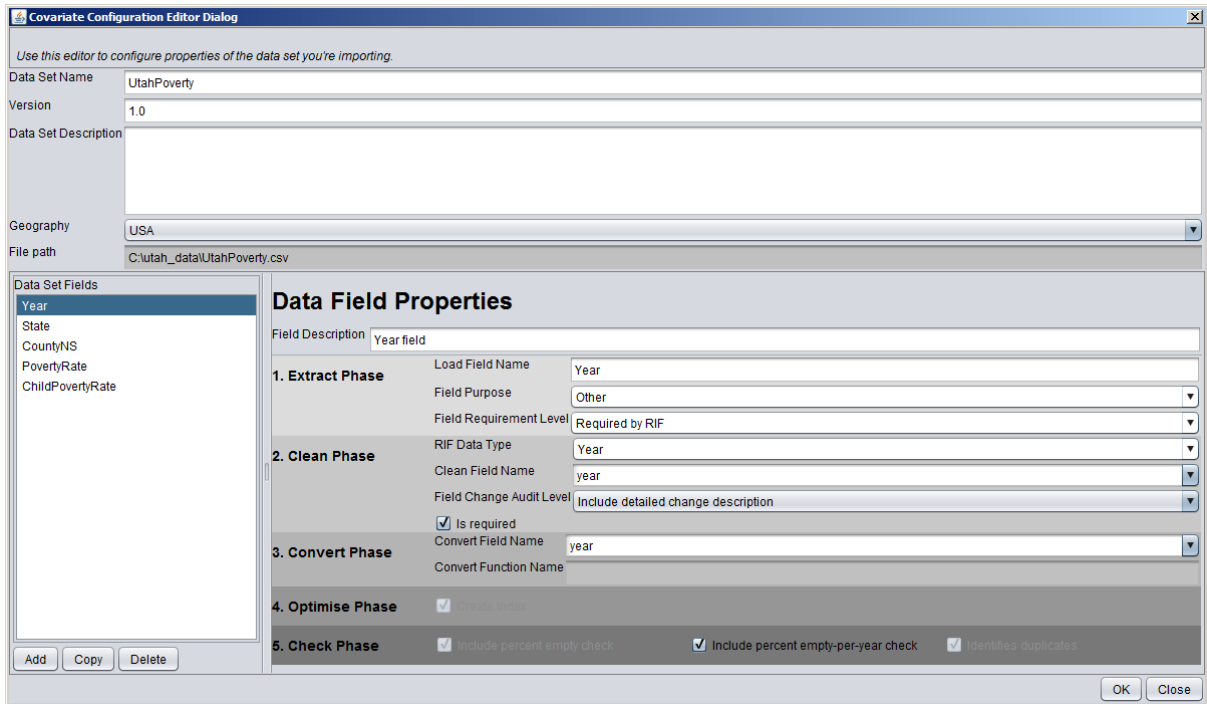 Covariate Configuration Editor Dialog
Use this editor to configure properties of the data set you're importing.
Data Set Name UtahPoverty
Version 1.0
Data Set Description
Geography USA
File path C:\utah_data\UtahPoverty.csv
Data Set Fields
Year
State
CountyNS
PovertyRate
ChildPovertyRate
Add Copy Delete
Data Field Properties
Field Description Year field
1. Extract Phase
Load Field Name Year
Field Purpose Other
Field Requirement Level Required by RIF
2. Clean Phase
RIF Data Type Year
Clean Field Name year
Field Change Audit Level Include detailed change description
Is required
3. Convert Phase
Convert Field Name year
Convert Function Name
4. Optimise Phase Create index
5. Check Phase Include percent empty check Include percent empty-per-year check Identifies duplicates
OK Close